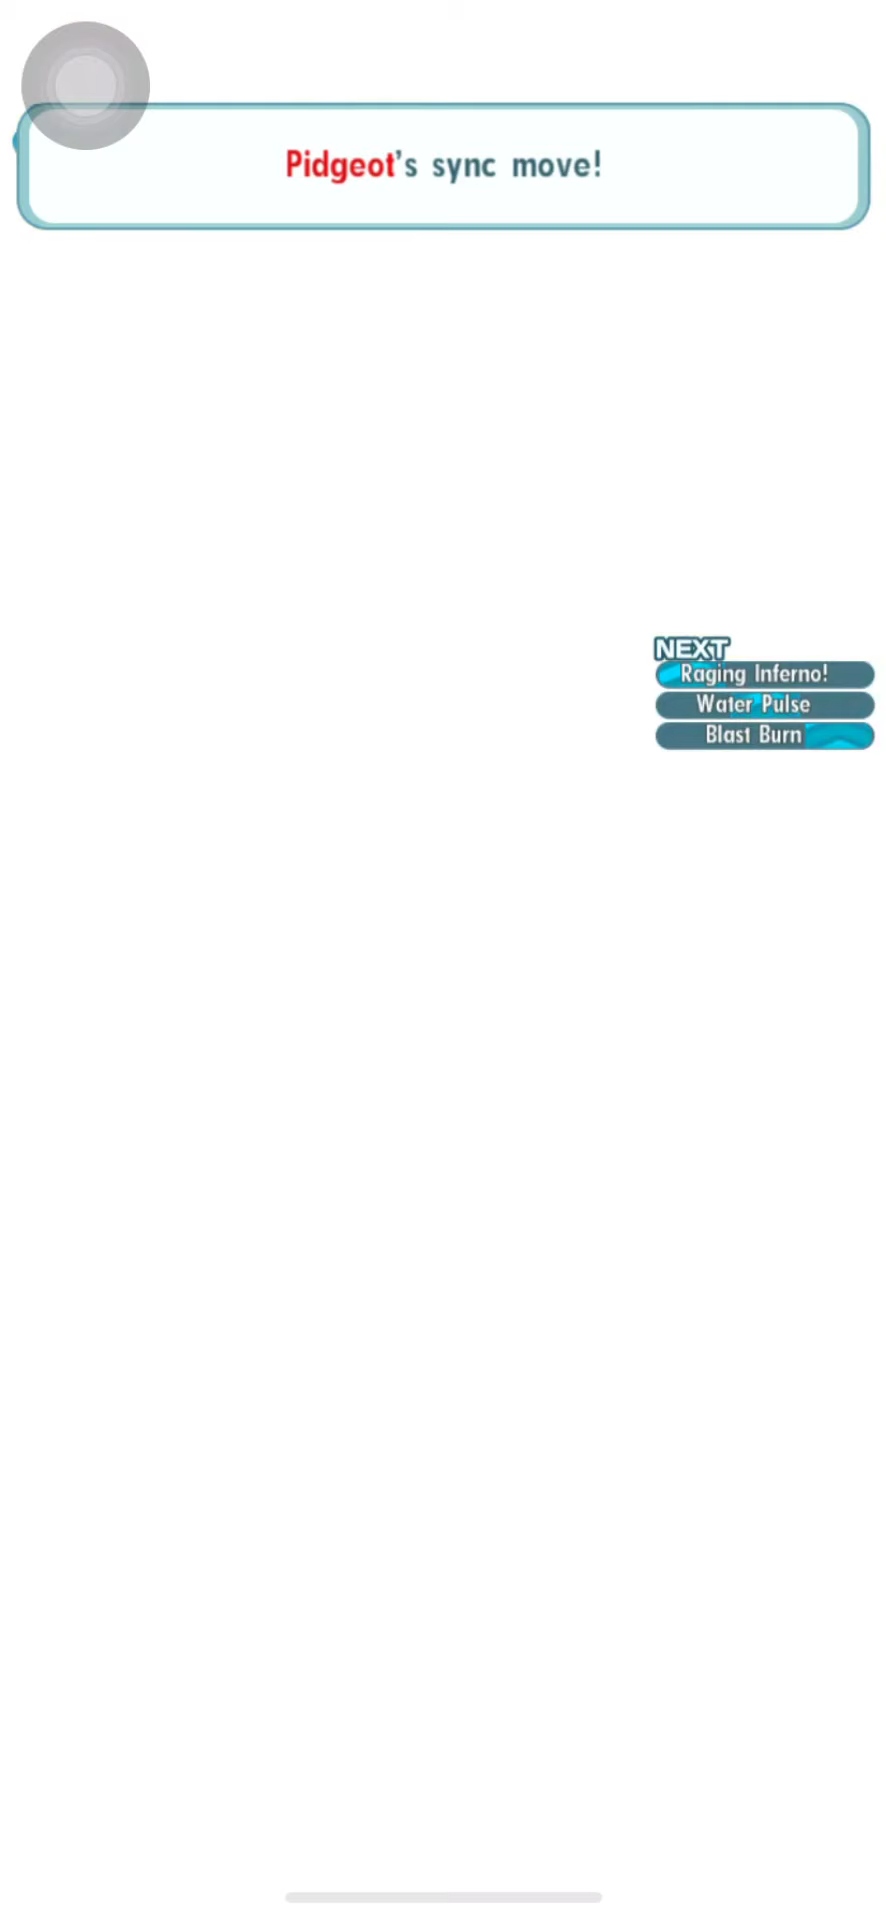 Pidgeot's sync move!
NEXT
Raging Inferno!
Water Pulse
Blast Burn